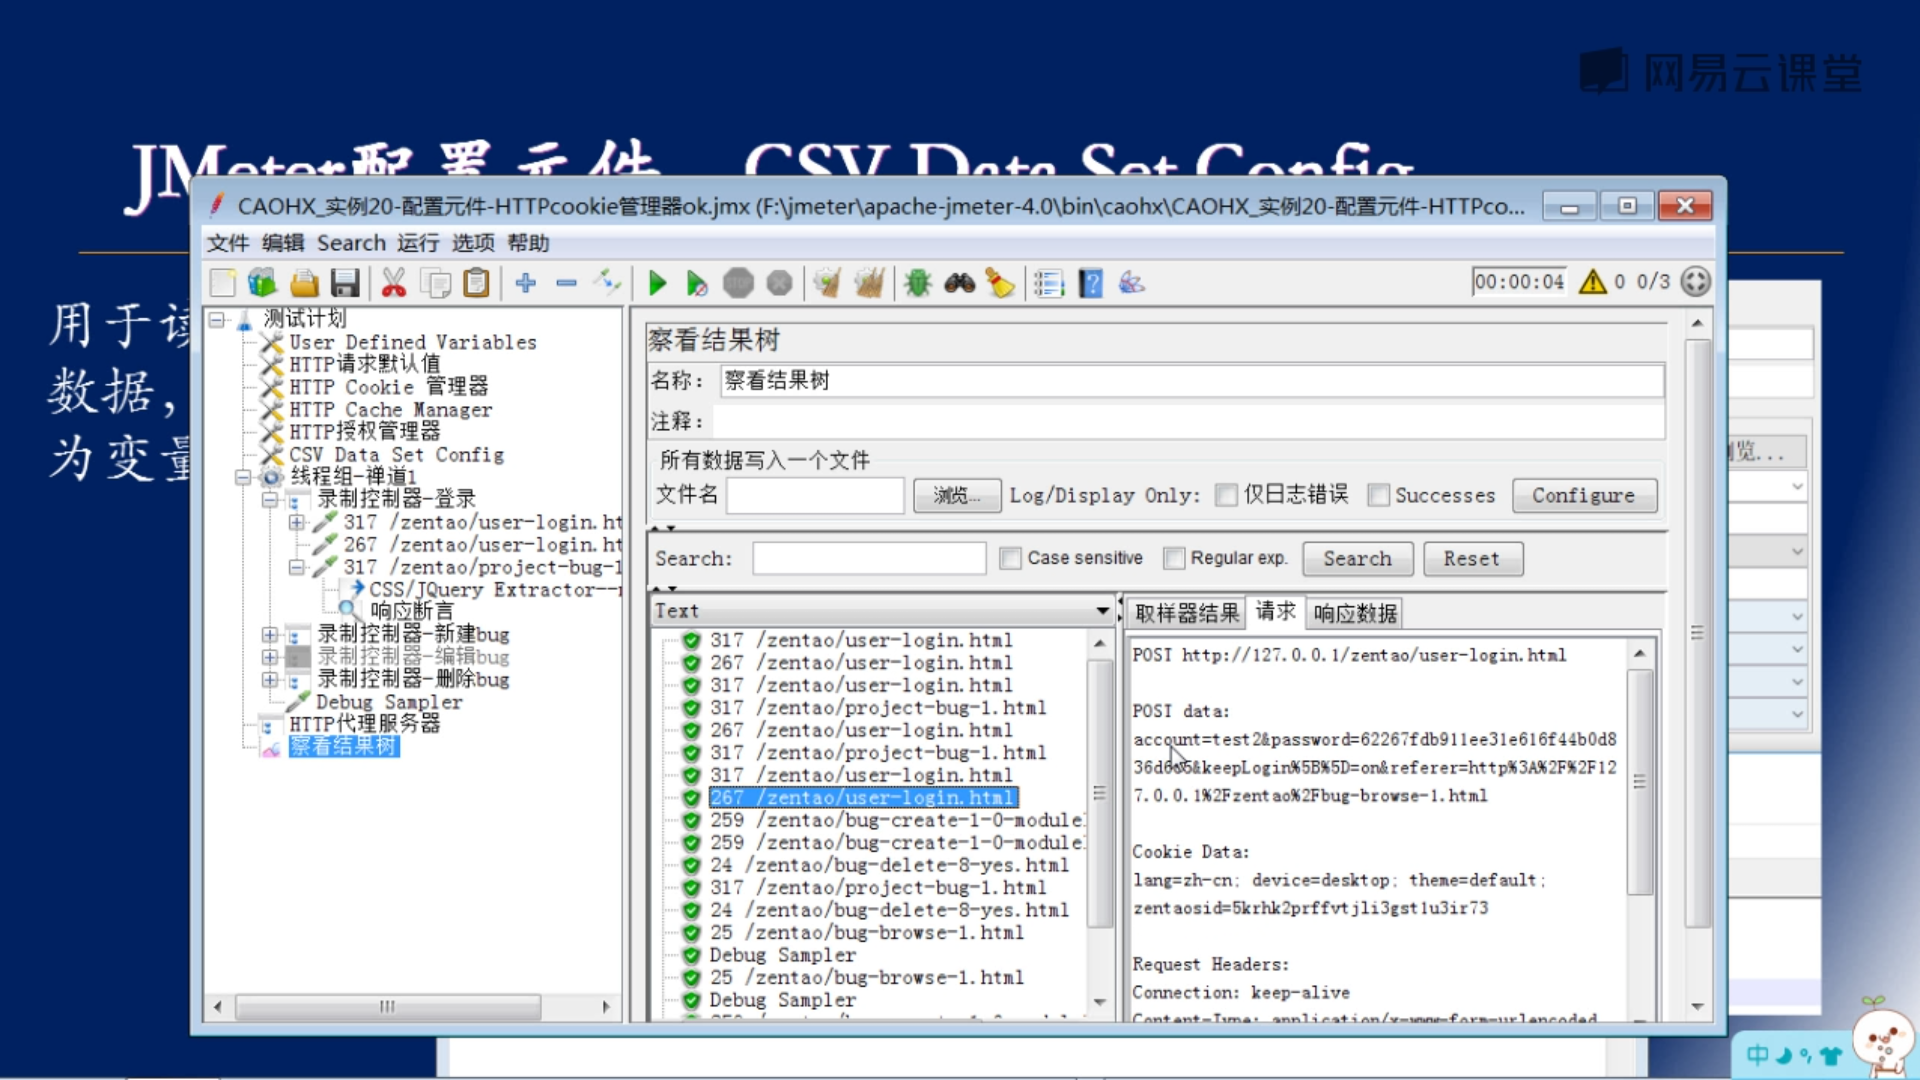 网易云课堂
JMeter配置元件 CSV Data Set Config
用于读
数据，
为变量
CAOHX_实例20-配置元件-HTTPcookie管理器ok.jmx (F:\jmeter\apache-jmeter-4.0\bin\caohx\CAOHX_实例20-配置元件-HTTPco...
文件 编辑 Search 运行 选项 帮助
00:00:04 0 0/3
测试计划
User Defined Variables
HTTP请求默认值
HTTP Cookie 管理器
HTTP Cache Manager
HTTP授权管理器
CSV Data Set Config
线程组-禅道1
录制控制器-登录
317 /zentao/user-login.ht
267 /zentao/user-login.ht
317 /zentao/project-bug-1
CSS/JQuery Extractor--
响应断言
录制控制器-新建bug
录制控制器-编辑bug
录制控制器-删除bug
Debug Sampler
HTTP代理服务器
察看结果树
察看结果树
名称： 察看结果树
注释：
所有数据写入一个文件
文件名 浏览... Log/Display Only: 仅日志错误 Successes Configure
Search: Case sensitive Regular exp. Search Reset
Text
317 /zentao/user-login.html
267 /zentao/user-login.html
317 /zentao/user-login.html
317 /zentao/project-bug-1.html
267 /zentao/user-login.html
317 /zentao/project-bug-1.html
317 /zentao/user-login.html
267 /zentao/user-login.html
259 /zentao/bug-create-1-0-module
259 /zentao/bug-create-1-0-module
24 /zentao/bug-delete-8-yes.html
317 /zentao/project-bug-1.html
24 /zentao/bug-delete-8-yes.html
25 /zentao/bug-browse-1.html
Debug Sampler
25 /zentao/bug-browse-1.html
Debug Sampler
取样器结果 请求 响应数据
POST http://127.0.0.1/zentao/user-login.html
POST data:
account=test2&password=62267fdb911ee31e616f44b0d8
&keepLogin%5B%5D=on&referer=http%3A%2F%2F12
7.0.0.1%2Fzentao%2Fbug-browse-1.html
Cookie Data:
lang=zh-cn; device=desktop; theme=default;
zentaosid=5krhk2prffvtjli3gst1u3ir73
Request Headers:
Connection: keep-alive
Content-Type: application/x-www-form-urlencoded
览...
中